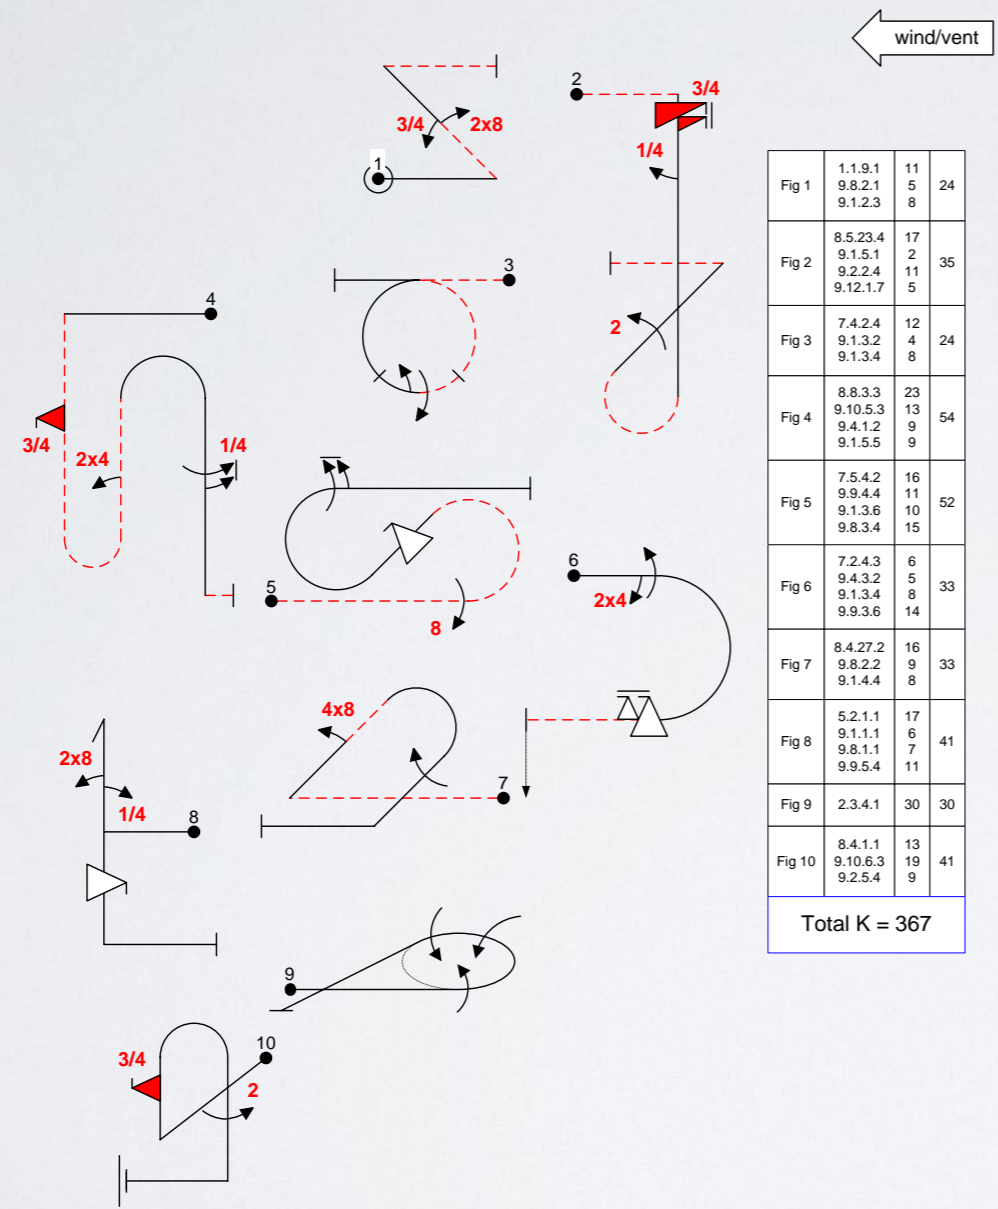 wind/vent
1
3/4
2x8
2
3/4
1/4
2
3
4
3/4
2x4
1/4
5
8
6
2x4
7
4x8
8
2x8
1/4
9
10
3/4
2
Fig 1
1.1.9.1 11
9.8.2.1 5 24
9.1.2.3 8
Fig 2
8.5.23.4 17
9.1.5.1 2
9.2.2.4 11 35
9.12.1.7 5
Fig 3
7.4.2.4 12
9.1.3.2 4 24
9.1.3.4 8
Fig 4
8.8.3.3 23
9.10.5.3 13
9.4.1.2 9 54
9.1.5.5 9
Fig 5
7.5.4.2 16
9.9.4.4 11
9.1.3.6 10 52
9.8.3.4 15
Fig 6
7.2.4.3 6
9.4.3.2 5
9.1.3.4 8 33
9.9.3.6 14
Fig 7
8.4.27.2 16
9.8.2.2 9 33
9.1.4.4 8
Fig 8
5.2.1.1 17
9.1.1.1 6
9.8.1.1 7 41
9.9.5.4 11
Fig 9 2.3.4.1 30 30
Fig 10
8.4.1.1 13
9.10.6.3 19 41
9.2.5.4 9
Total K = 367